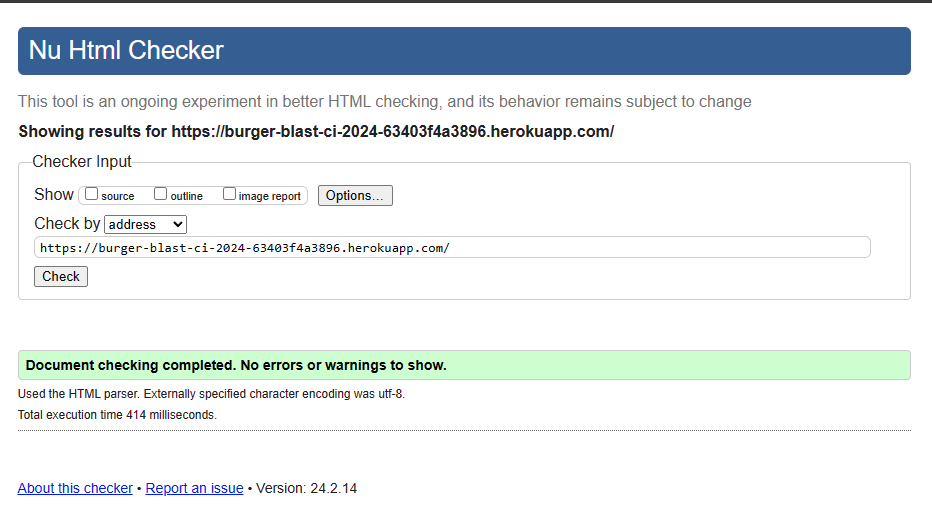 Nu Html Checker
This tool is an ongoing experiment in better HTML checking, and its behavior remains subject to change
Showing results for https://burger-blast-ci-2024-63403f4a3896.herokuapp.com/
Checker Input
Show source outline image report Options...
Check by address
https://burger-blast-ci-2024-63403f4a3896.herokuapp.com/
Check
Document checking completed. No errors or warnings to show.
Used the HTML parser. Externally specified character encoding was utf-8.
Total execution time 414 milliseconds.
About this checker • Report an issue • Version: 24.2.14